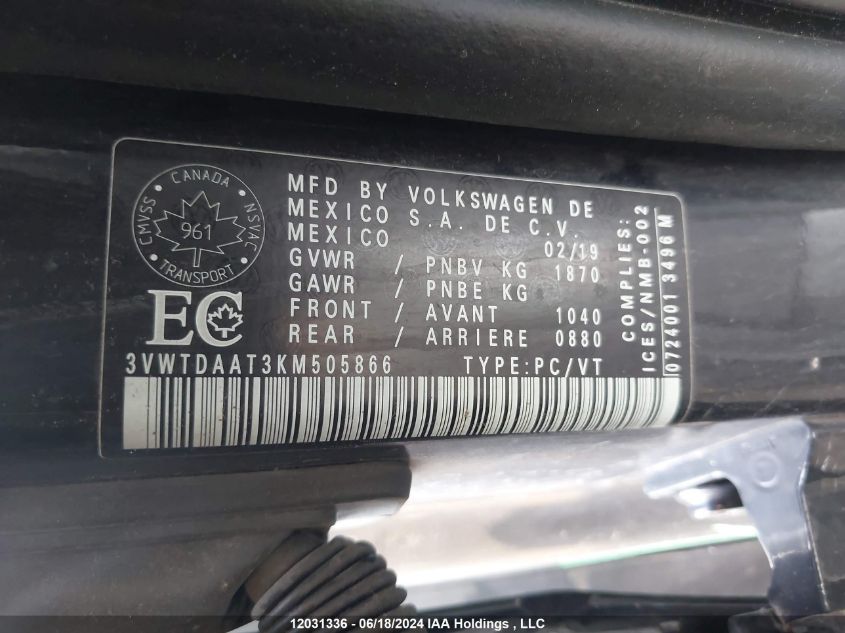 CANADA
CMVSS NSVAC
961
TRANSPORT
EC
MFD BY VOLKSWAGEN DE
MEXICO S.A. DE C.V.
MEXICO 02/19
GVWR / PNBV KG 1870
GAWR / PNBE KG
FRONT / AVANT 1040
REAR / ARRIERE 0880
3VWTDAAT3KM505866 TYPE:PC/VT
COMPLIES:
ICES/NMB-002
0724001 3496 M
12031336 - 06/18/2024 IAA Holdings , LLC